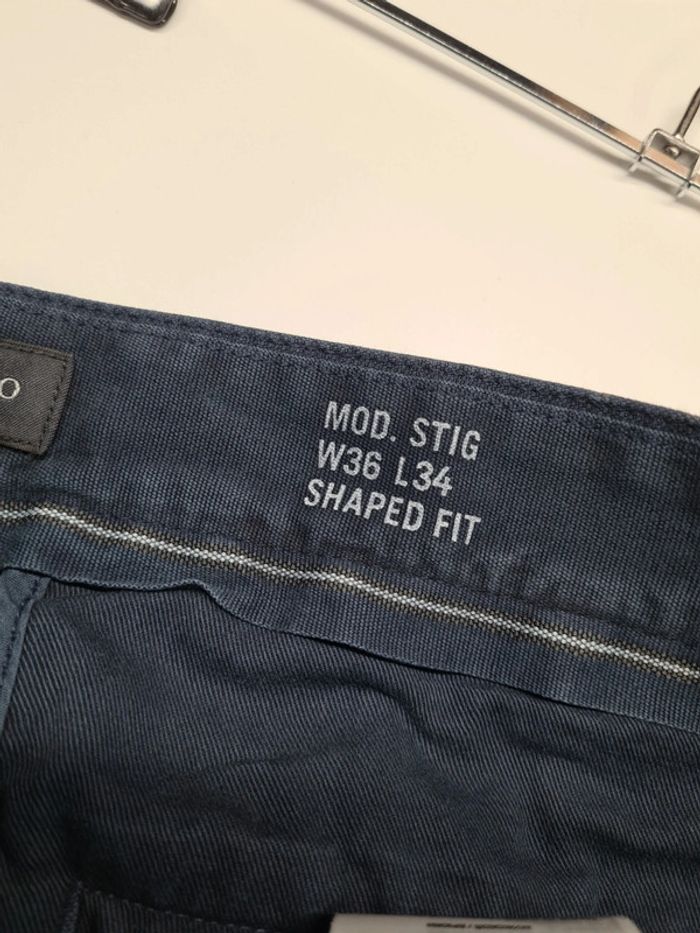 O
MOD. STIG
W36 L34
SHAPED FIT